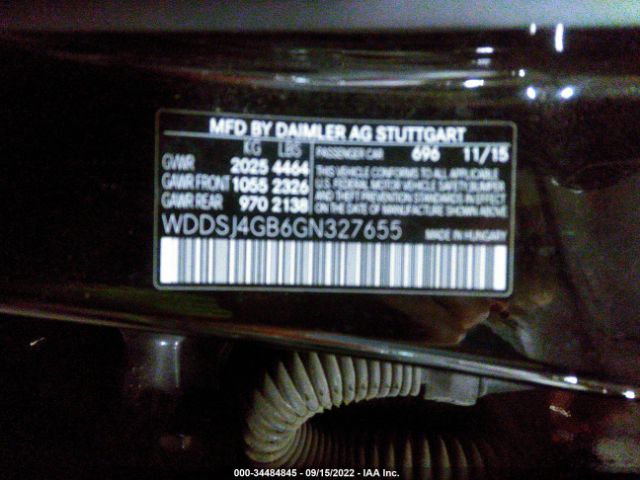 MFD BY DAIMLER AG STUTTGART
KG LBS
GVWR 2025 4464
GAWR FRONT 1055 2326
GAWR REAR 970 2138
PASSENGER CAR 696 11/15
THIS VEHICLE CONFORMS TO ALL APPLICABLE
U.S. FEDERAL MOTOR VEHICLE SAFETY, BUMPER
AND THEFT PREVENTION STANDARDS IN EFFECT
ON THE DATE OF MANUFACTURE SHOWN ABOVE.
WDDSJ4GB6GN327655
MADE IN HUNGARY
000-34484845 - 09/15/2022 - IAA Inc.